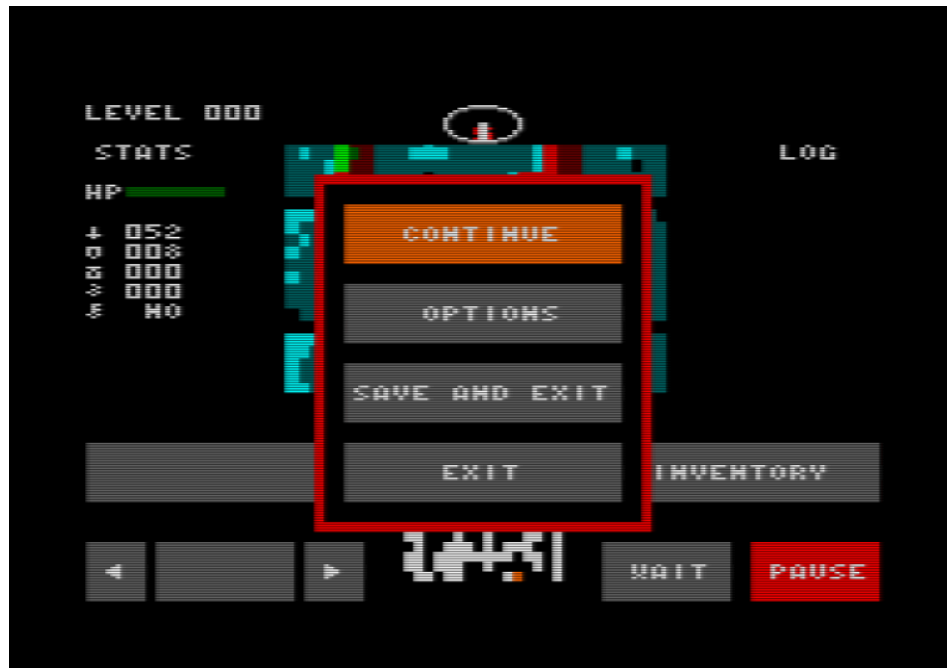 LEVEL 000
STATS
LOG
HP
052
008
000
000
NO
CONTINUE
OPTIONS
SAVE AND EXIT
EXIT
INVENTORY
WAIT
PAUSE